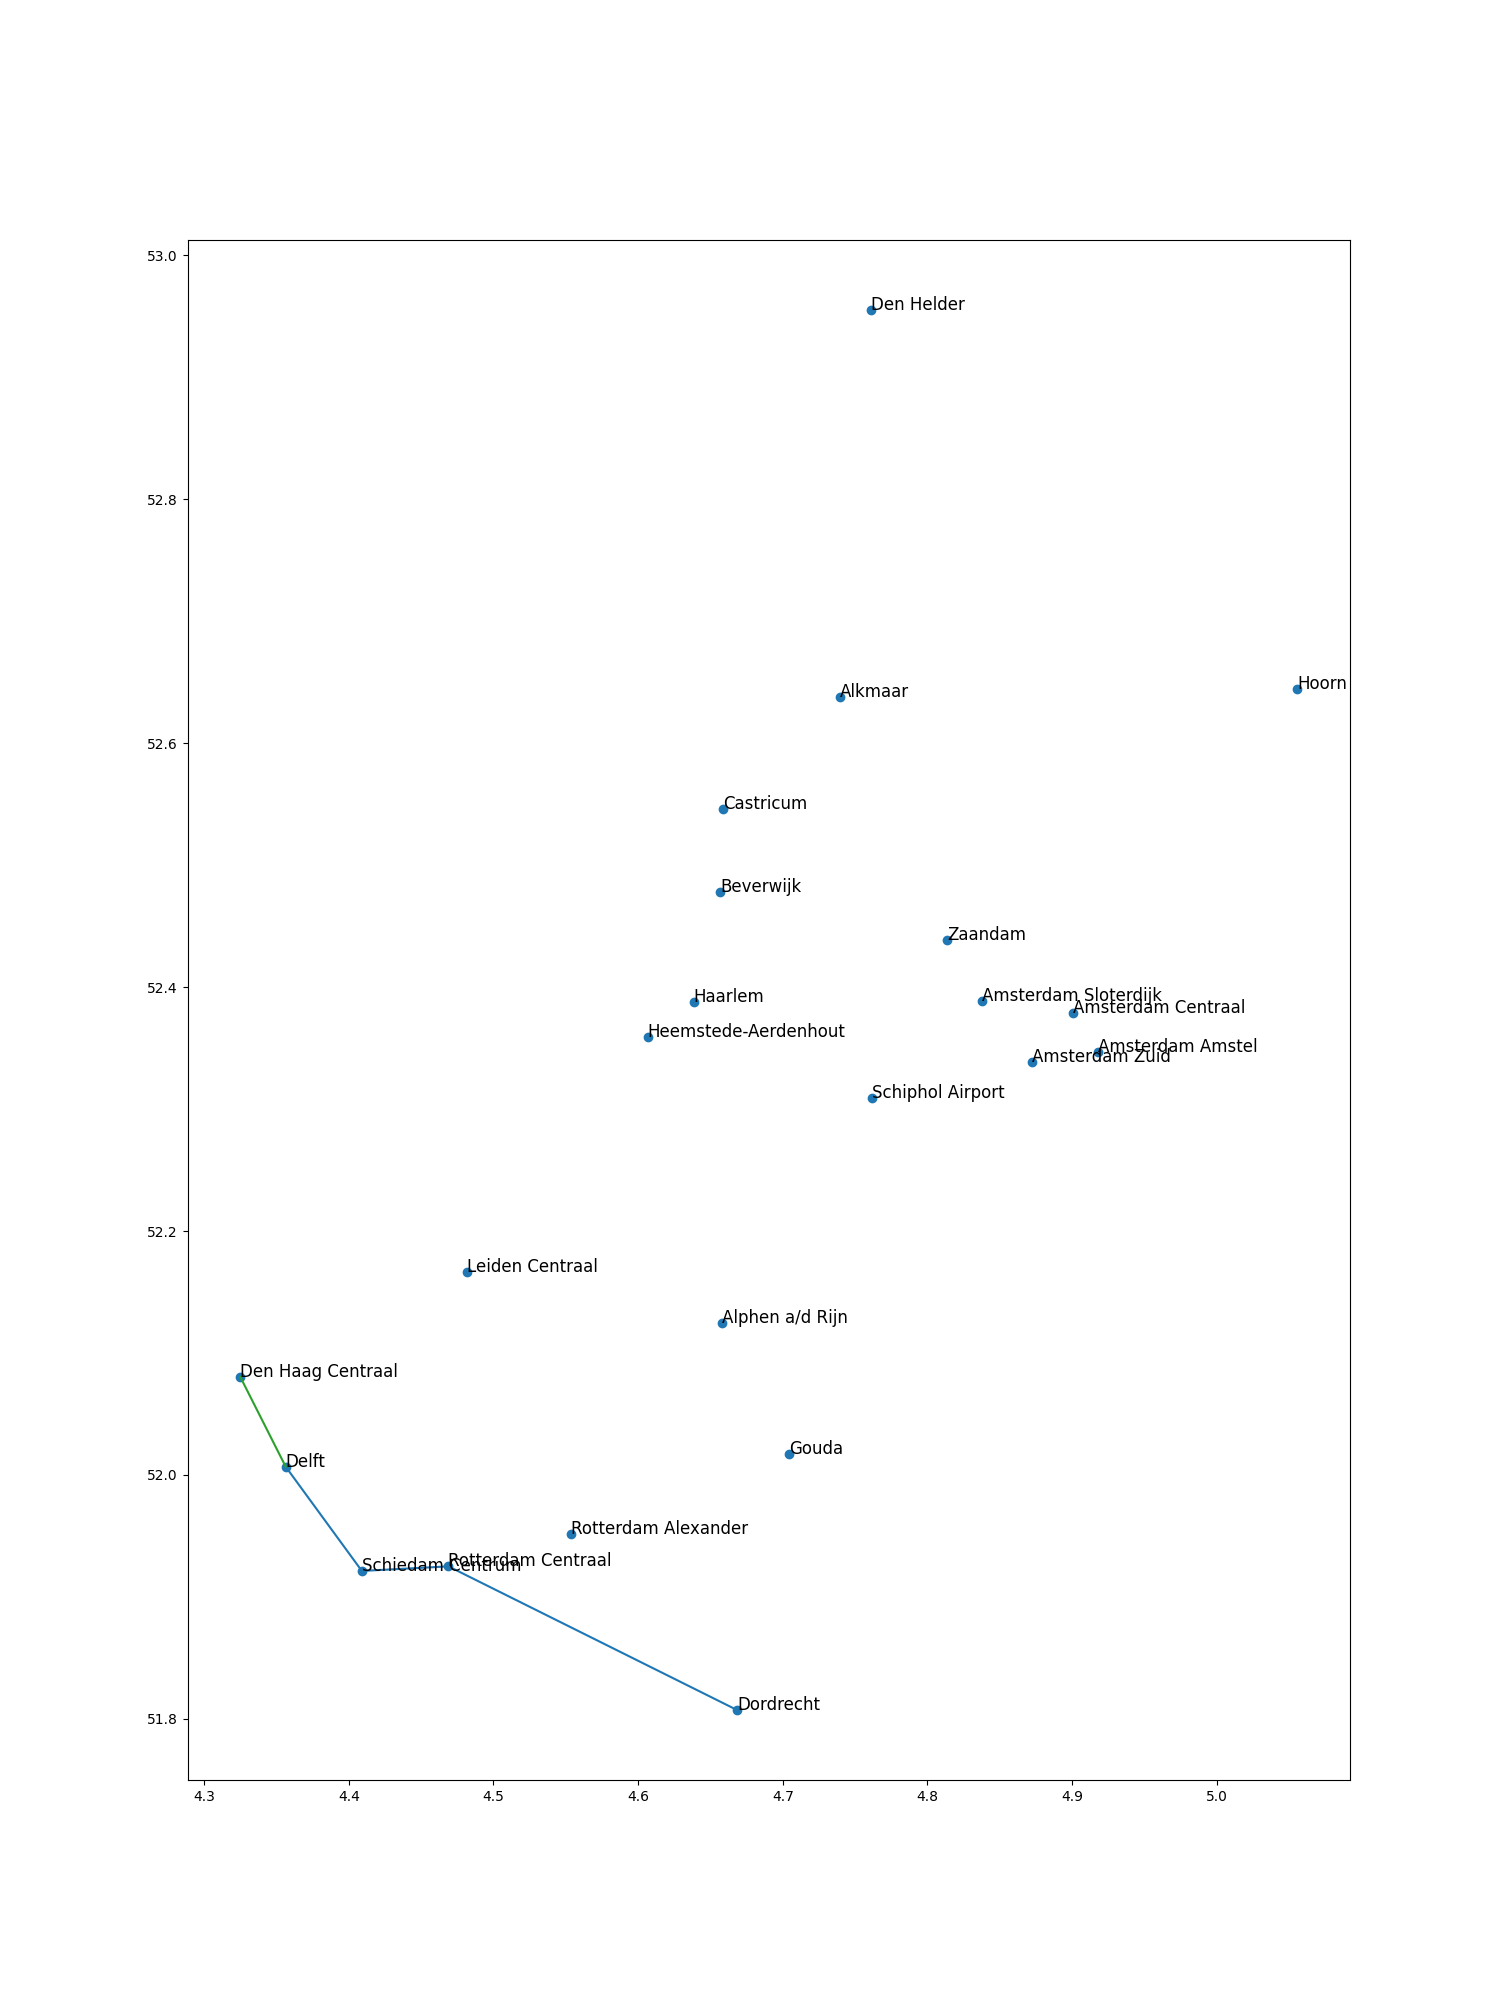 53.0
Den Helder
52.8
Hoorn
Alkmaar
52.6
Castricum
Beverwijk
Zaandam
52.4
Haarlem
Amsterdam Sloterdijk
Amsterdam Centraal
Heemstede-Aerdenhout
Amsterdam Amstel
Amsterdam Zuid
Schiphol Airport
52.2
Leiden Centraal
Alphen a/d Rijn
Den Haag Centraal
Gouda
Delft
52.0
Rotterdam Alexander
Rotterdam Centraal
Schiedam Centrum
Dordrecht
51.8
4.3 4.4 4.5 4.6 4.7 4.8 4.9 5.0